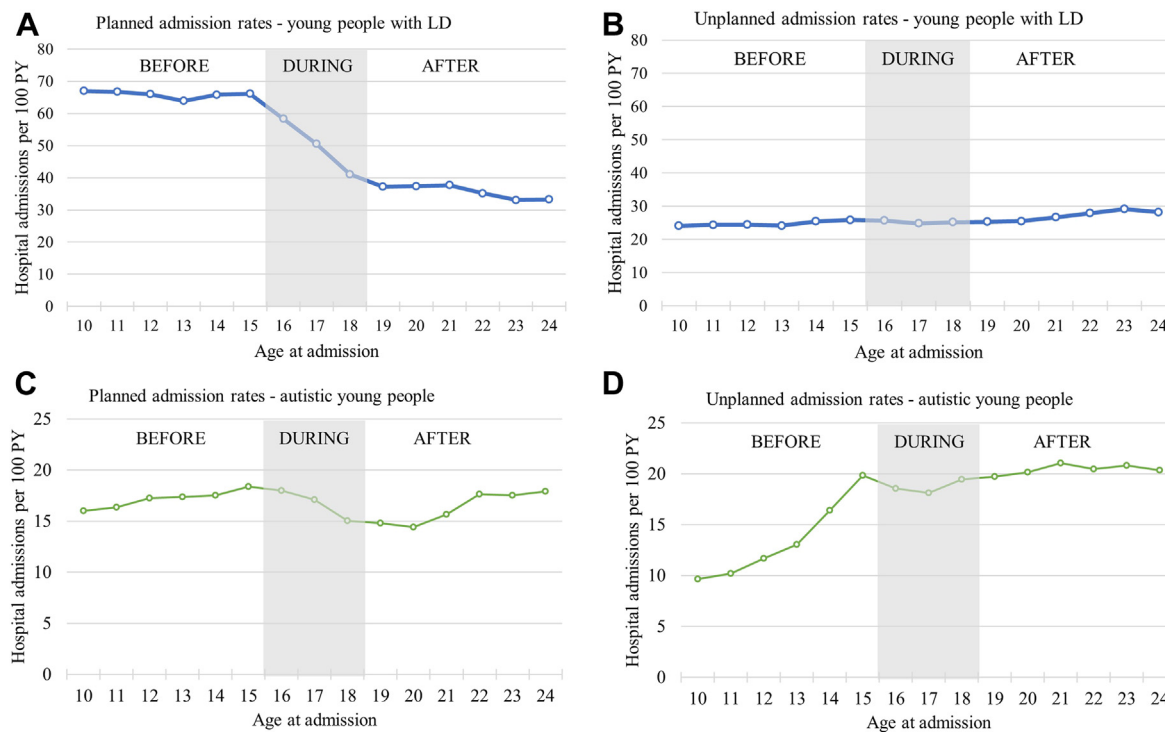 A
Planned admission rates - young people with LD
Hospital admissions per 100 PY
80
70
60
50
40
30
20
10
0
BEFORE DURING AFTER
10 11 12 13 14 15 16 17 18 19 20 21 22 23 24
Age at admission
B
Unplanned admission rates - young people with LD
Hospital admissions per 100 PY
80
70
60
50
40
30
20
10
0
BEFORE DURING AFTER
10 11 12 13 14 15 16 17 18 19 20 21 22 23 24
Age at admission
C
Planned admission rates - autistic young people
Hospital admissions per 100 PY
25
20
15
10
5
0
BEFORE DURING AFTER
10 11 12 13 14 15 16 17 18 19 20 21 22 23 24
Age at admission
D
Unplanned admission rates - autistic young people
Hospital admissions per 100 PY
25
20
15
10
5
0
BEFORE DURING AFTER
10 11 12 13 14 15 16 17 18 19 20 21 22 23 24
Age at admission